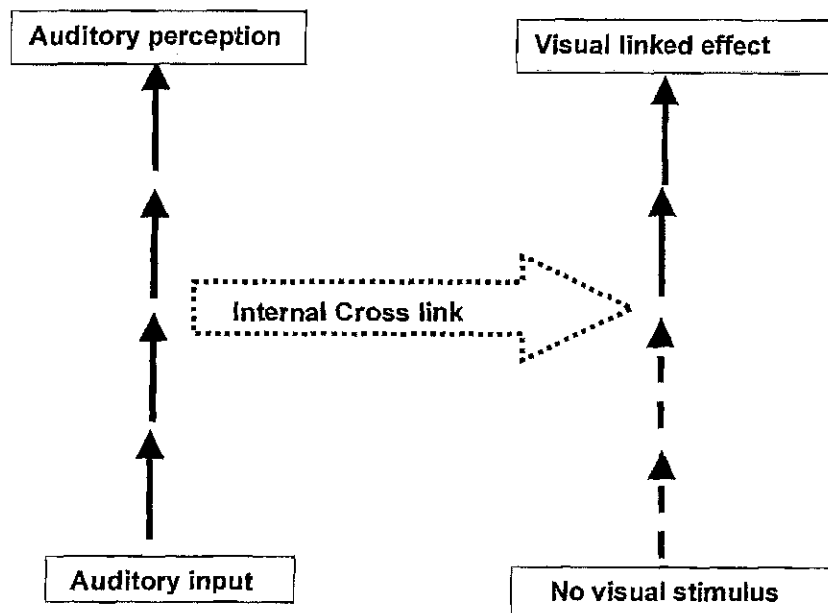 Auditory perception
Visual linked effect
Internal Cross link
Auditory input
No visual stimulus